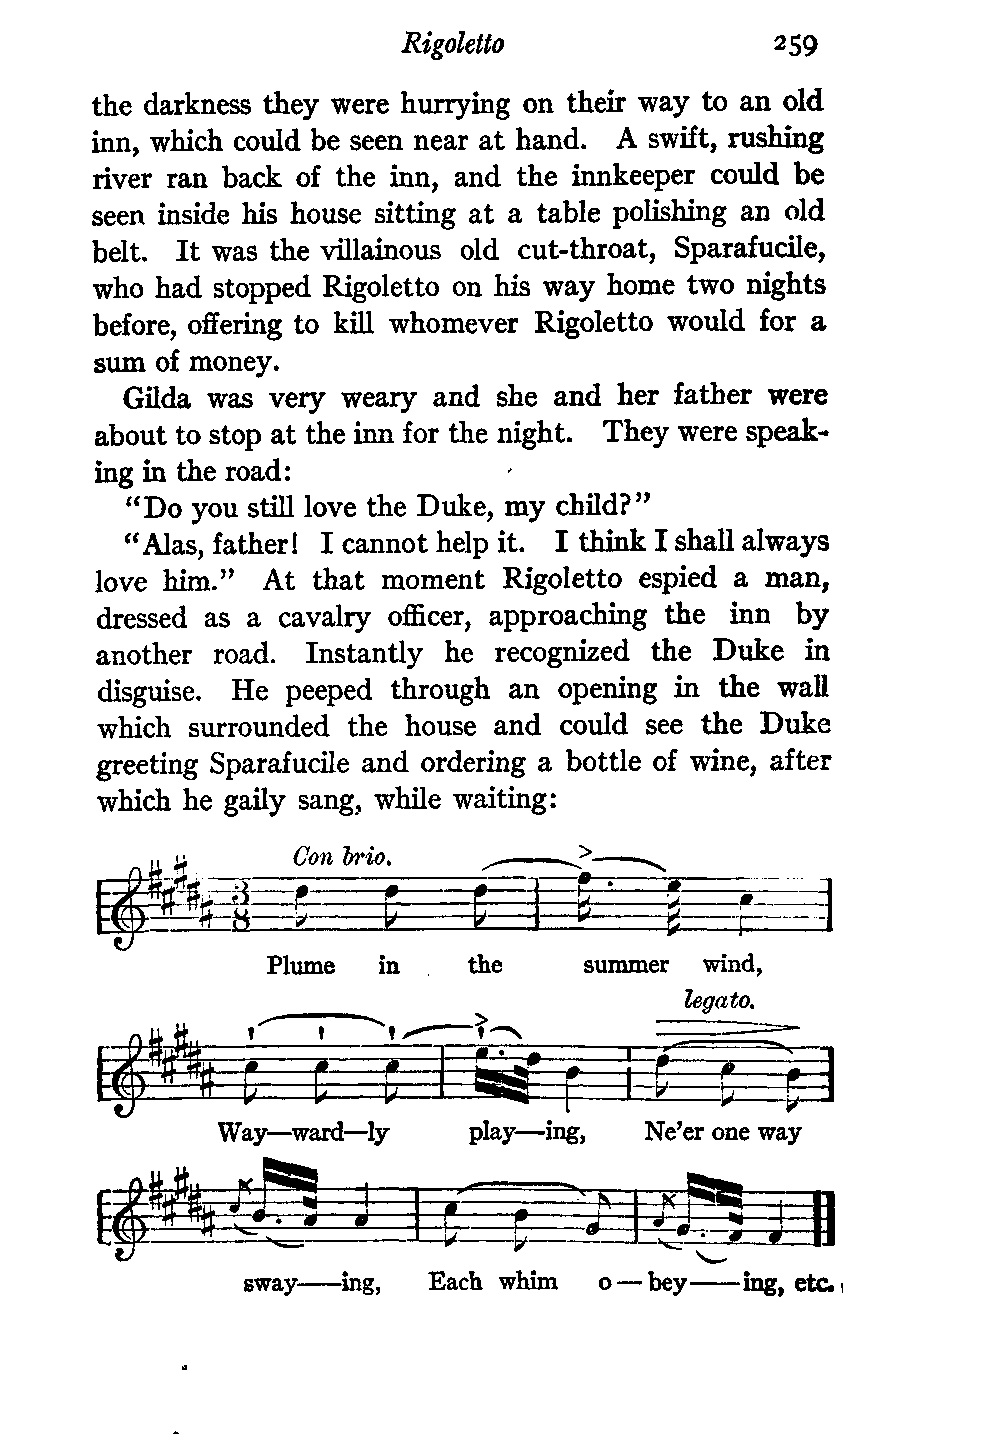 Rigoletto 259
the darkness they were hurrying on their way to an old
inn, which could be seen near at hand. A swift, rushing
river ran back of the inn, and the innkeeper could be
seen inside his house sitting at a table polishing an old
belt. It was the villainous old cut-throat, Sparafucile,
who had stopped Rigoletto on his way home two nights
before, offering to kill whomever Rigoletto would for a
sum of money.
Gilda was very weary and she and her father were
about to stop at the inn for the night. They were speak-
ing in the road:
"Do you still love the Duke, my child?"
"Alas, father! I cannot help it. I think I shall always
love him." At that moment Rigoletto espied a man,
dressed as a cavalry officer, approaching the inn by
another road. Instantly he recognized the Duke in
disguise. He peeped through an opening in the wall
which surrounded the house and could see the Duke
greeting Sparafucile and ordering a bottle of wine, after
which he gaily sang, while waiting:
Con brio.
3
8
Plume in the summer wind,
legato.
Way—ward—ly play—ing, Ne'er one way
sway——ing, Each whim o—bey——ing, etc.